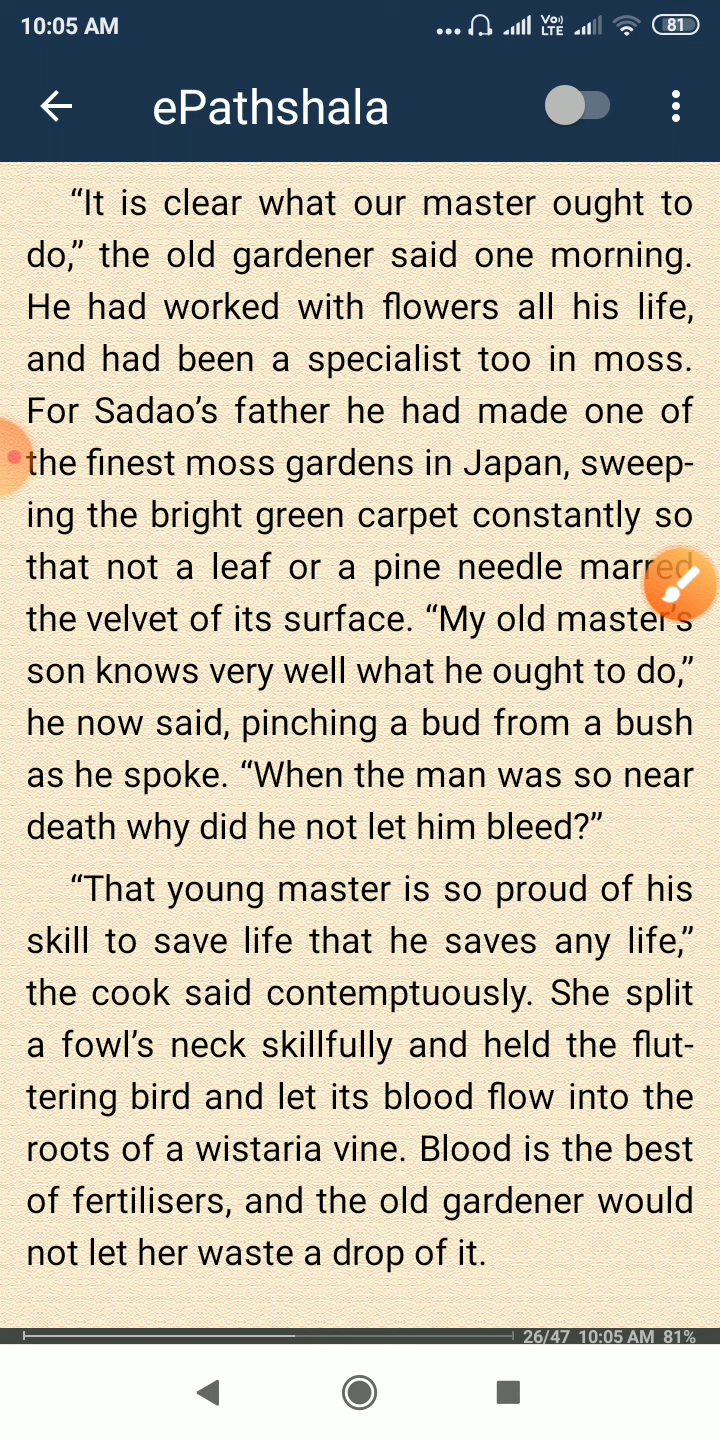 10:05 AM
... Vo)) LTE 81
ePathshala
“It is clear what our master ought to
do,” the old gardener said one morning.
He had worked with flowers all his life,
and had been a specialist too in moss.
For Sadao’s father he had made one of
the finest moss gardens in Japan, sweep-
ing the bright green carpet constantly so
that not a leaf or a pine needle marred
the velvet of its surface. “My old master’s
son knows very well what he ought to do,”
he now said, pinching a bud from a bush
as he spoke. “When the man was so near
death why did he not let him bleed?”
“That young master is so proud of his
skill to save life that he saves any life,”
the cook said contemptuously. She split
a fowl’s neck skillfully and held the flut-
tering bird and let its blood flow into the
roots of a wistaria vine. Blood is the best
of fertilisers, and the old gardener would
not let her waste a drop of it.
26/47 10:05 AM 81%